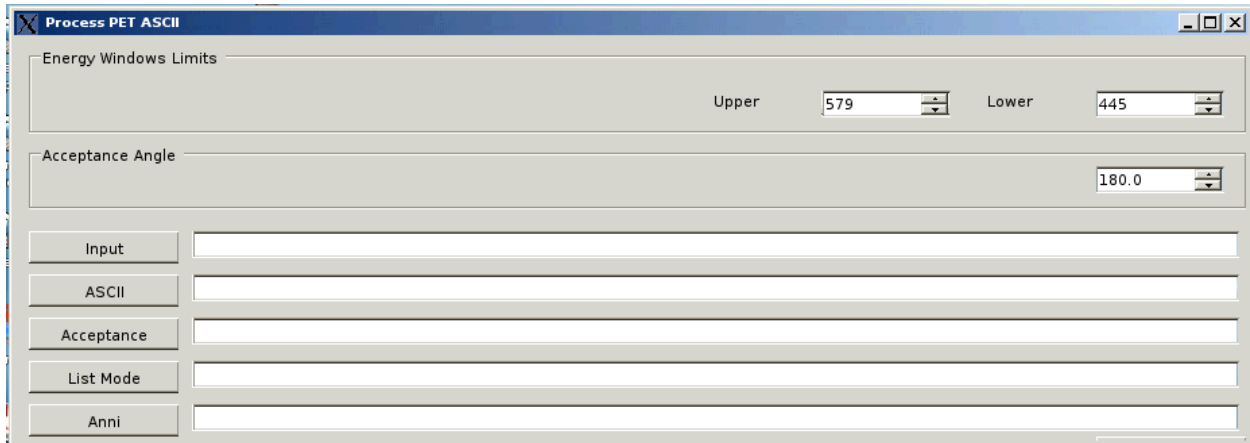 Process PET ASCII
Energy Windows Limits
Upper 579 Lower 445
Acceptance Angle
180.0
Input
ASCII
Acceptance
List Mode
Anni